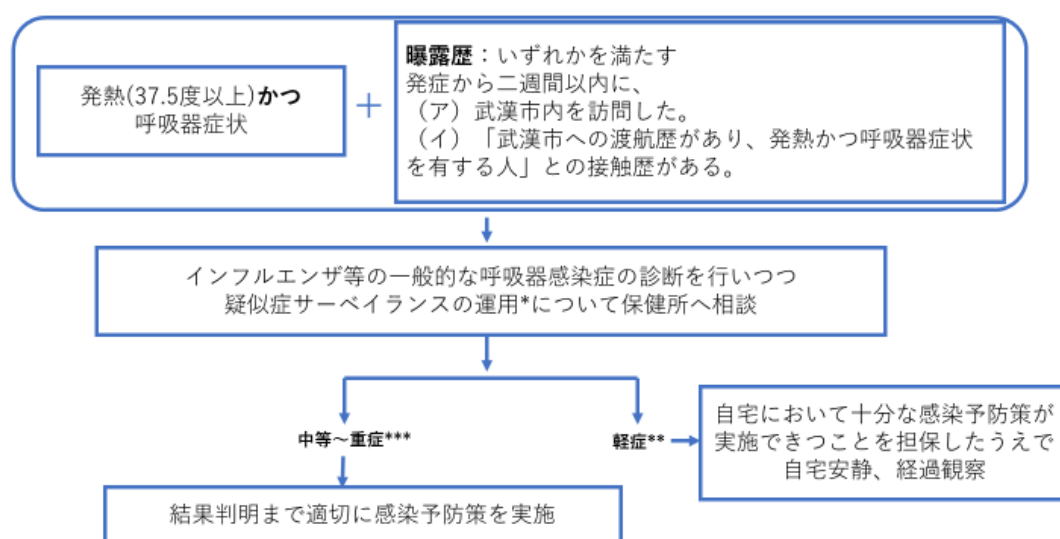 発熱(37.5度以上)かつ
呼吸器症状
+
曝露歴：いずれかを満たす
発症から二週間以内に、
（ア）武漢市内を訪問した。
（イ）「武漢市への渡航歴があり、発熱かつ呼吸器症状
を有する人」との接触歴がある。
インフルエンザ等の一般的な呼吸器感染症の診断を行いつつ
疑似症サーベイランスの運用*について保健所へ相談
中等～重症***
軽症**
自宅において十分な感染予防策が
実施できつことを担保したうえで
自宅安静、経過観察
結果判明まで適切に感染予防策を実施